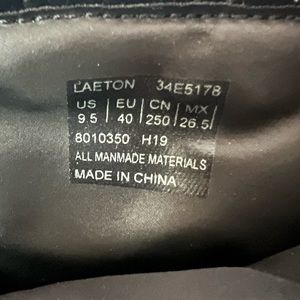 LAETON 34E5178
US EU CN MX
9.5 40 250 26.5
8010350 H19
ALL MANMADE MATERIALS
MADE IN CHINA